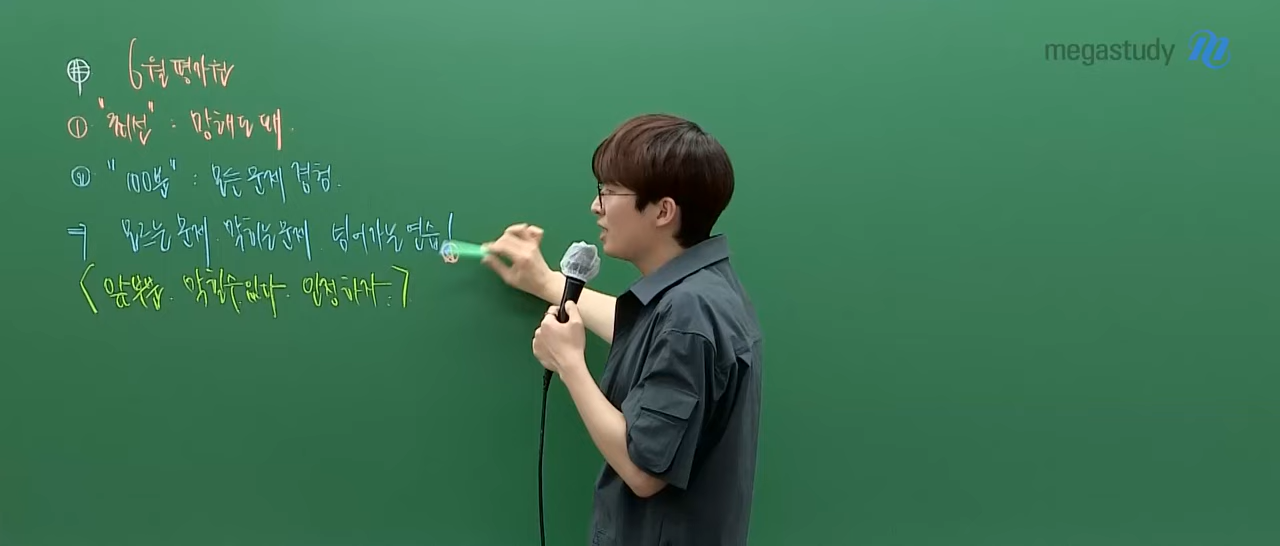 6월 평가원
① "최선" : 망해도 돼.
megastudy
② "100분" : 모든 문제 경험.
⇒ 모르는 문제. 막히는 문제. 넘어가는 연습!
< 앞부분. 막힐 수 있다. 인정하자. >